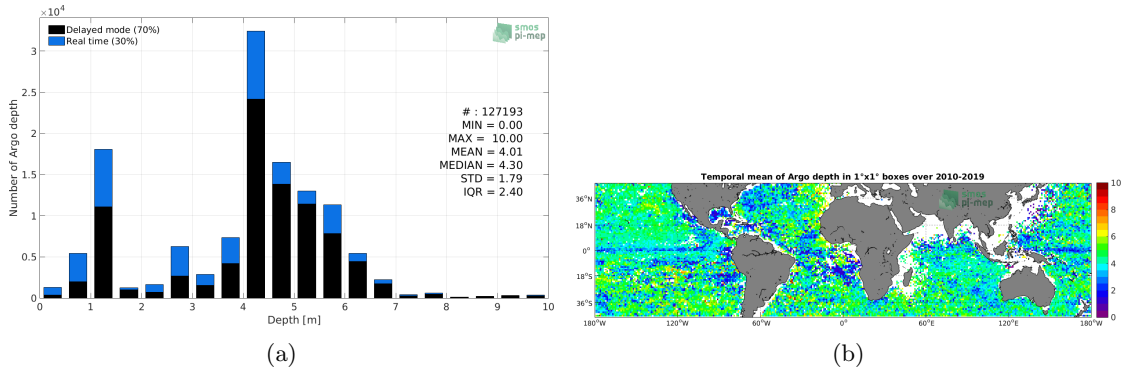 ×10⁴
Delayed mode (70%)
Real time (30%)
smos
pi-mep
3
2.5
2
1.5
1
0.5
0
Number of Argo depth
# : 127193
MIN = 0.00
MAX = 10.00
MEAN = 4.01
MEDIAN = 4.30
STD = 1.79
IQR = 2.40
1 2 3 4 5 6 7 8 9 10
Depth [m]
(a)
Temporal mean of Argo depth in 1°x1° boxes over 2010-2019
smos
pi-mep
36°N
18°N
0°
18°S
36°S
180°W 120°W 60°W 0° 60°E 120°E 180°W
10
8
6
4
2
0
(b)